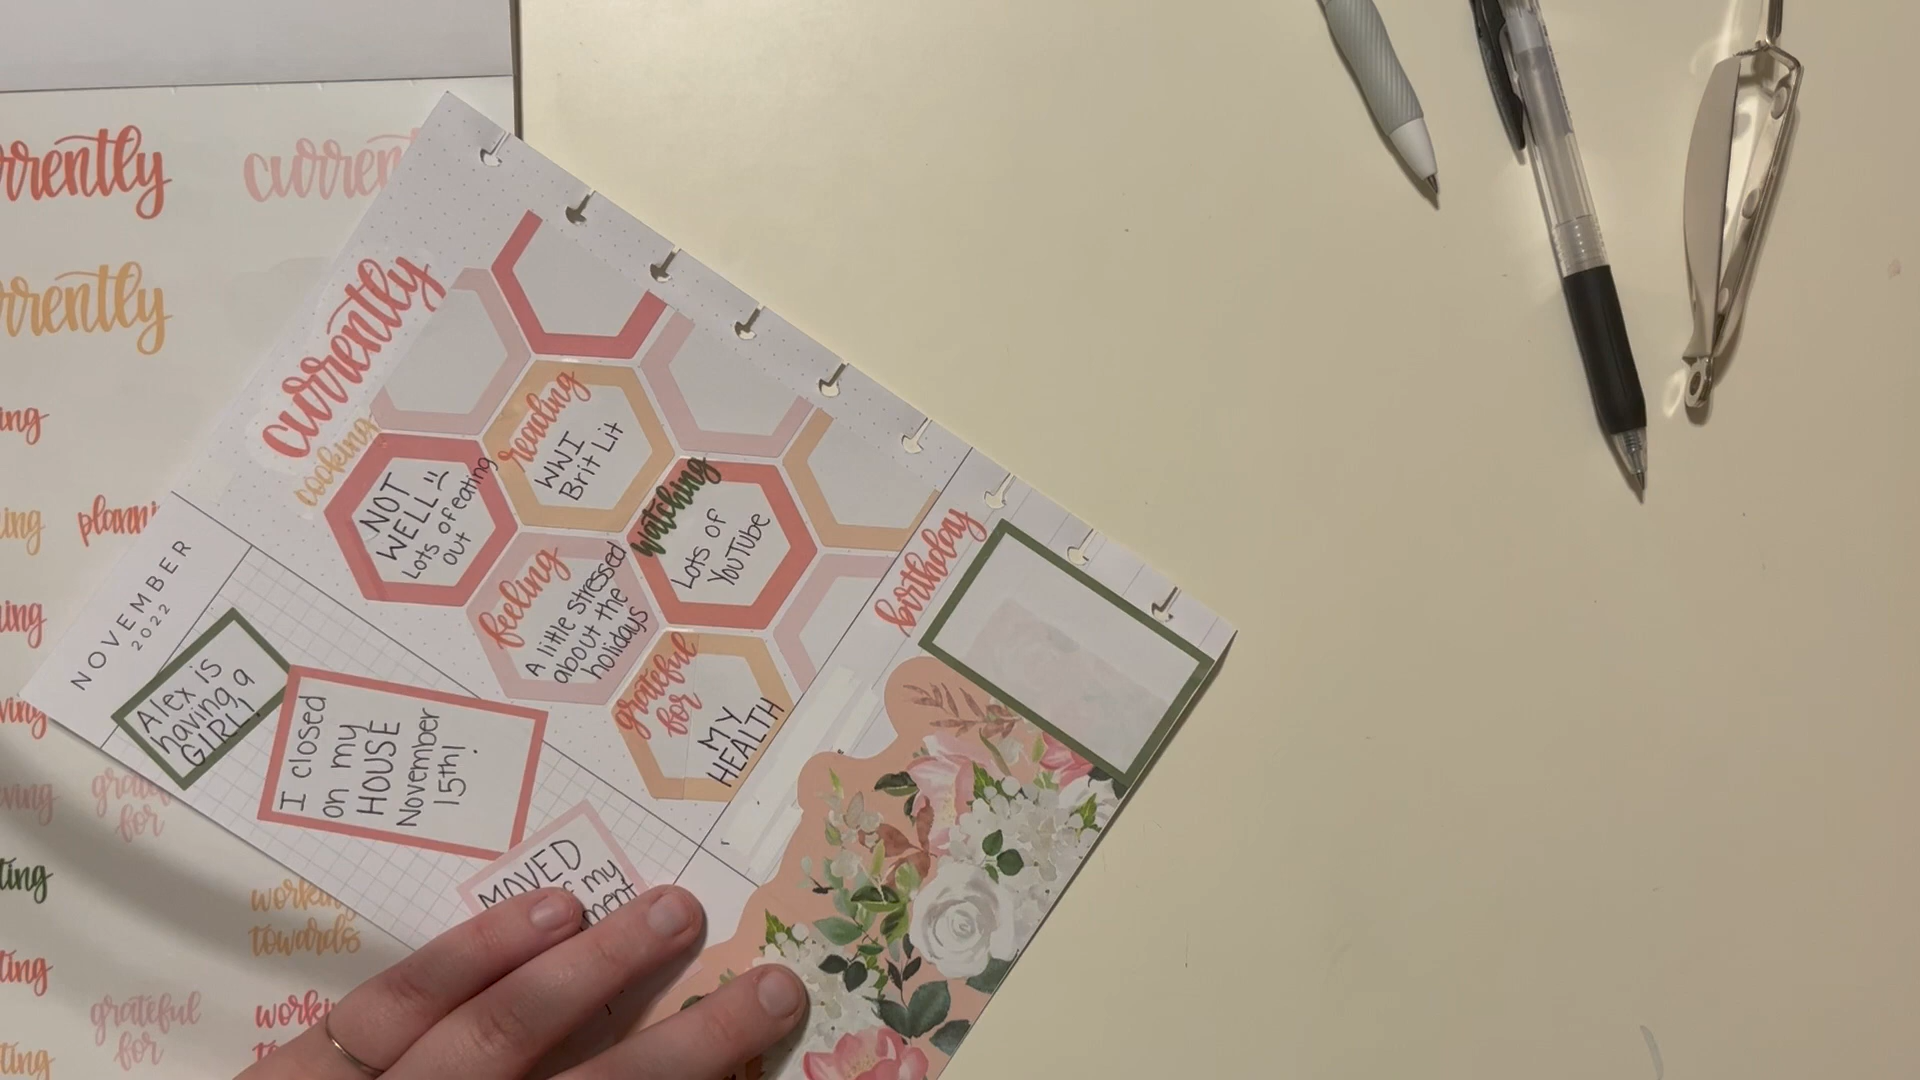 currently
currently
planni
NOVEMBER
2022
currently
cooking
NOT
WELL
Lots of eating
out
reading
WWI
Brit Lit
watching
Lots of
YouTube
feeling
A little stressed
about the
holidays
grateful
for
MY
HEALTH
birthday
Alex is
having a
GIRL!
I closed
on my
HOUSE
November
15th!
MOVED
my
grateful
for
working
towards
grateful
for